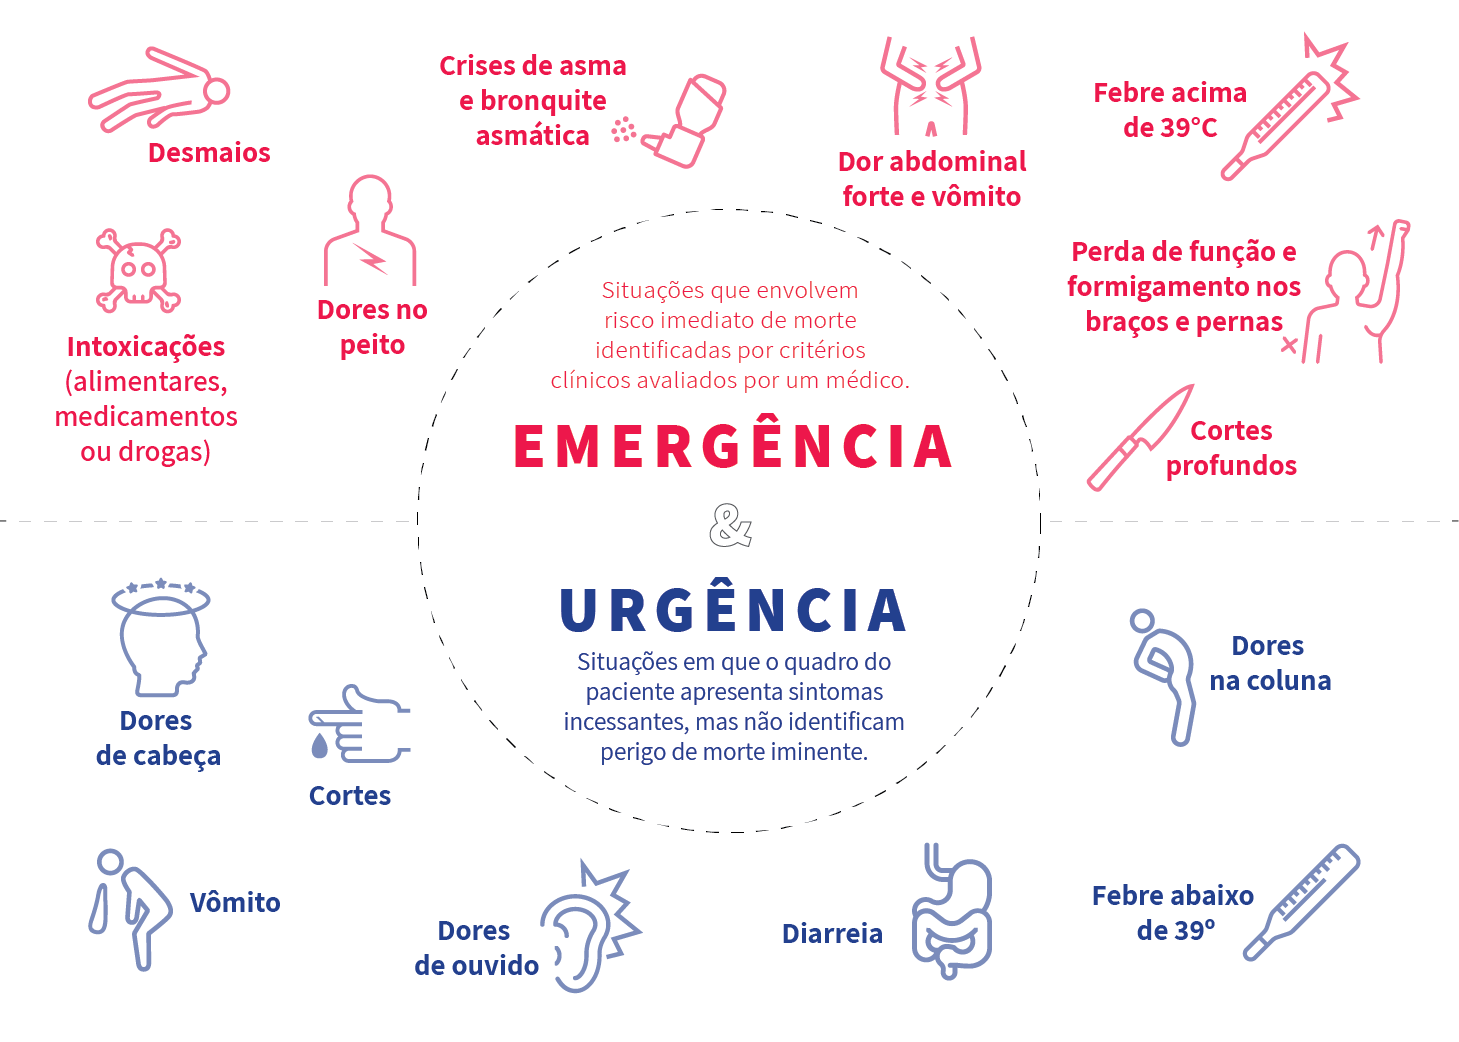 Desmaios
Crises de asma
e bronquite
asmática
Dor abdominal
forte e vômito
Febre acima
de 39°C
Intoxicações
(alimentares,
medicamentos
ou drogas)
Dores no
peito
Perda de função e
formigamento nos
braços e pernas
Cortes
profundos
Situações que envolvem
risco imediato de morte
identificadas por critérios
clínicos avaliados por um médico.
EMERGÊNCIA
&
URGÊNCIA
Situações em que o quadro do
paciente apresenta sintomas
incessantes, mas não identificam
perigo de morte iminente.
Dores
de cabeça
Cortes
Dores
na coluna
Vômito
Dores
de ouvido
Diarreia
Febre abaixo
de 39º